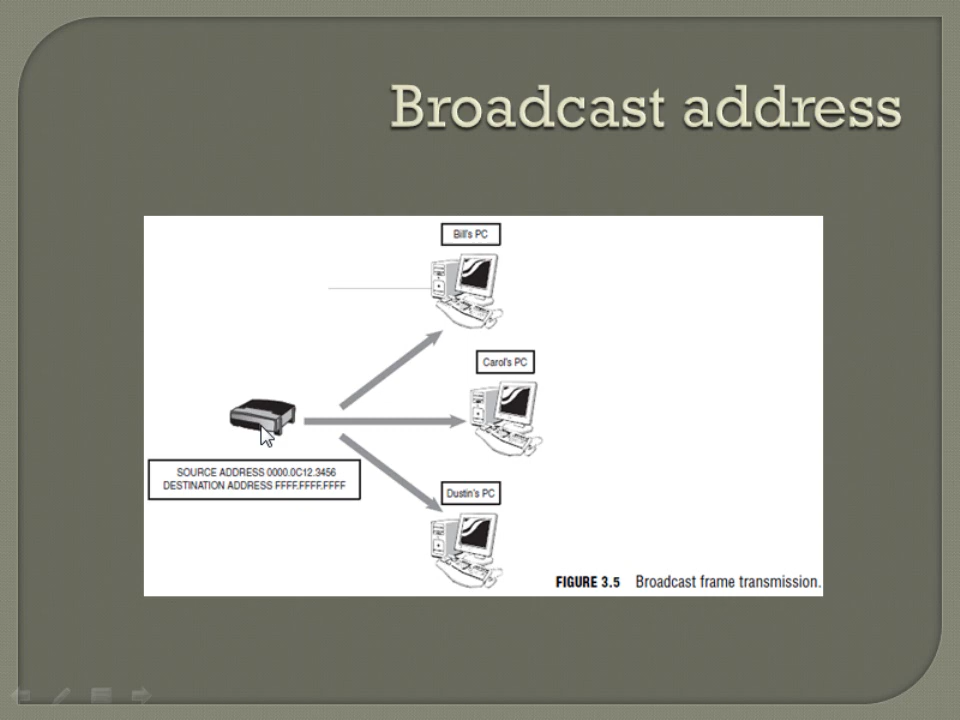 Broadcast address
Bill's PC
Carol's PC
SOURCE ADDRESS 0000.0C12.3456
DESTINATION ADDRESS FFFF.FFFF.FFFF
Dustin's PC
FIGURE 3.5 Broadcast frame transmission.